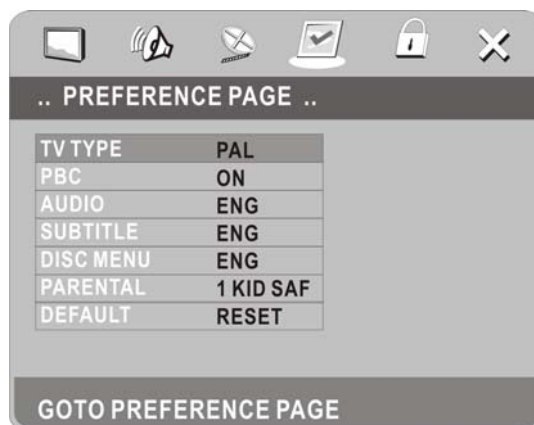 .. PREFERENCE PAGE ..
TV TYPE PAL
PBC ON
AUDIO ENG
SUBTITLE ENG
DISC MENU ENG
PARENTAL 1 KID SAF
DEFAULT RESET
GOTO PREFERENCE PAGE